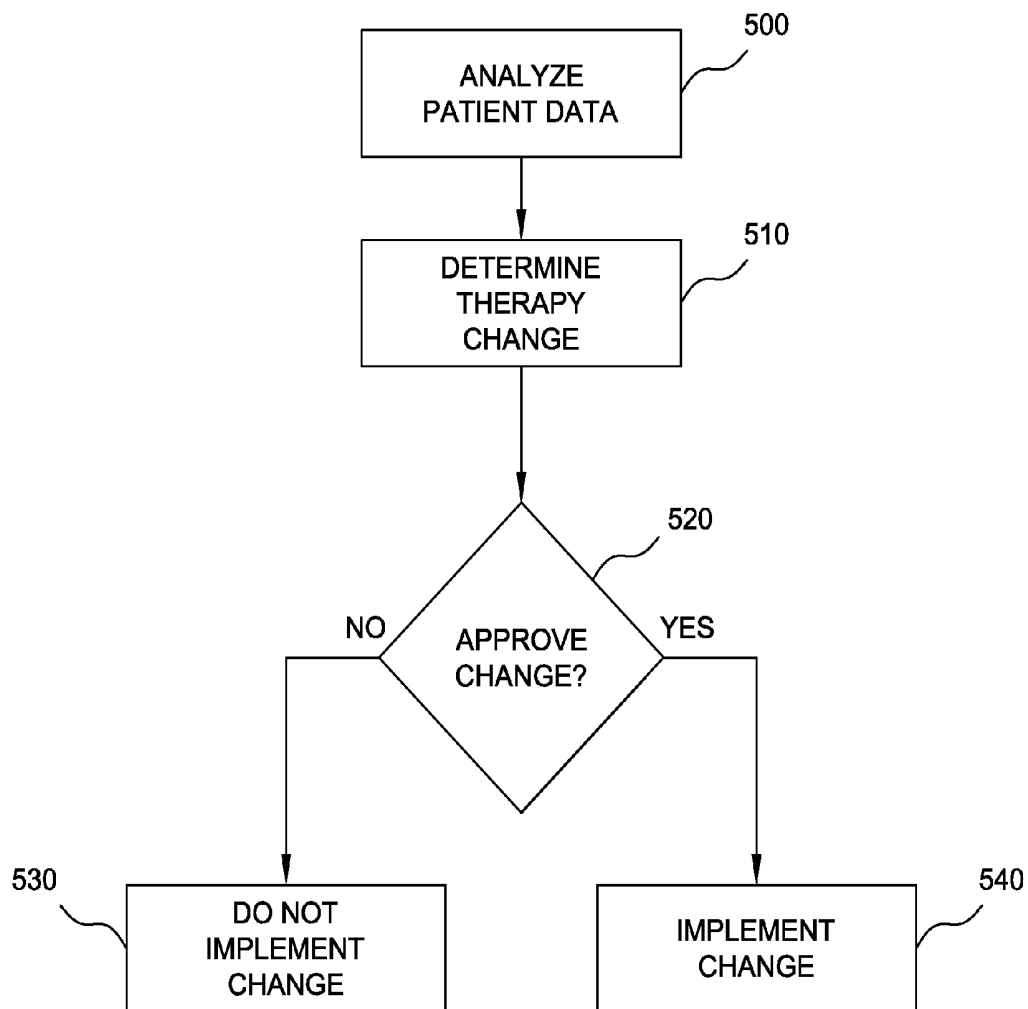 500
ANALYZE
PATIENT DATA
510
DETERMINE
THERAPY
CHANGE
520
NO
YES
APPROVE
CHANGE?
530
DO NOT
IMPLEMENT
CHANGE
540
IMPLEMENT
CHANGE